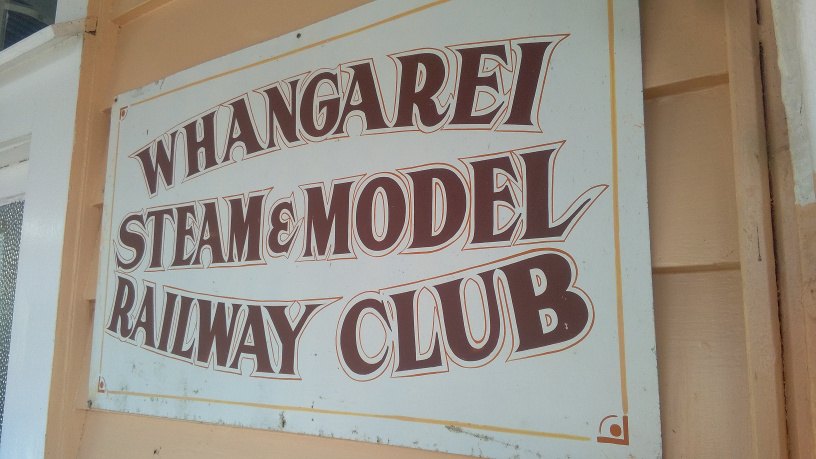 WHANGAREI
STEAM & MODEL
RAILWAY CLUB